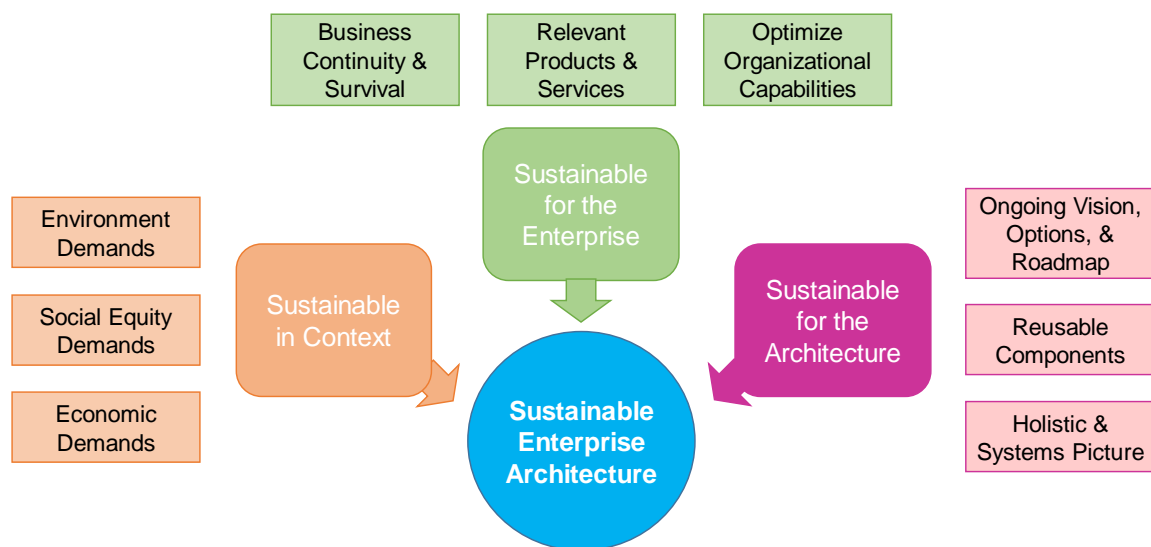 Business
Continuity &
Survival
Relevant
Products &
Services
Optimize
Organizational
Capabilities
Sustainable
for the
Enterprise
Environment
Demands
Social Equity
Demands
Economic
Demands
Sustainable
in Context
Sustainable
for the
Architecture
Ongoing Vision,
Options, &
Roadmap
Reusable
Components
Holistic &
Systems Picture
Sustainable
Enterprise
Architecture